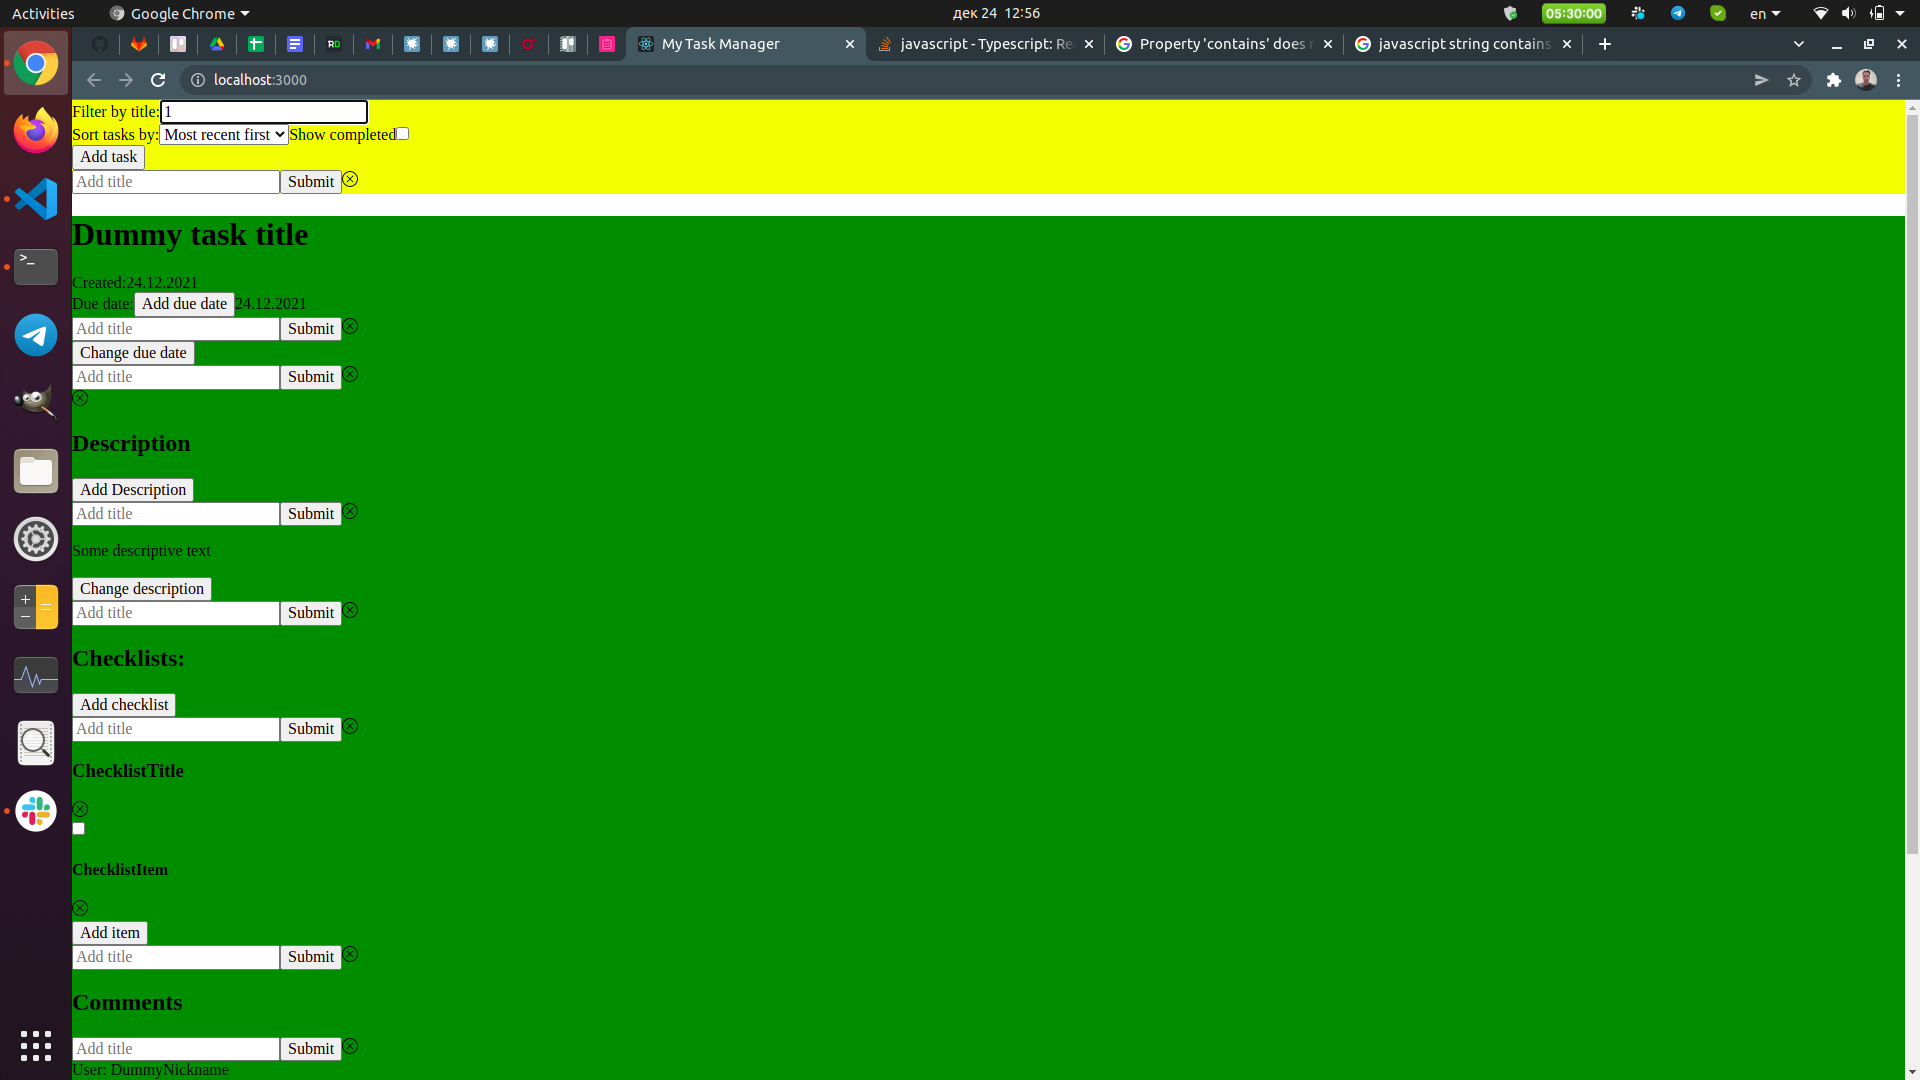 Activities
Google Chrome
дек 24 12:56
05:30:00
en
RD
My Task Manager
javascript - Typescript: Re
Property 'contains' does
javascript string contains
localhost:3000
Filter by title:1
Sort tasks by:Most recent first Show completed
Add task
Add title Submit
Dummy task title
Created:24.12.2021
Due date:Add due date 24.12.2021
Add title Submit
Change due date
Add title Submit
Description
Add Description
Add title Submit
Some descriptive text
Change description
Add title Submit
Checklists:
Add checklist
Add title Submit
ChecklistTitle
ChecklistItem
Add item
Add title Submit
Comments
Add title Submit
User: DummyNickname